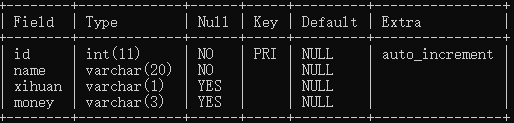 +--------+-------------+------+-----+---------+----------------+
| Field  | Type        | Null | Key | Default | Extra          |
+--------+-------------+------+-----+---------+----------------+
| id     | int(11)     | NO   | PRI | NULL    | auto_increment |
| name   | varchar(20) | NO   |     | NULL    |                |
| xihuan | varchar(1)  | YES  |     | NULL    |                |
| money  | varchar(3)  | YES  |     | NULL    |                |
+--------+-------------+------+-----+---------+----------------+